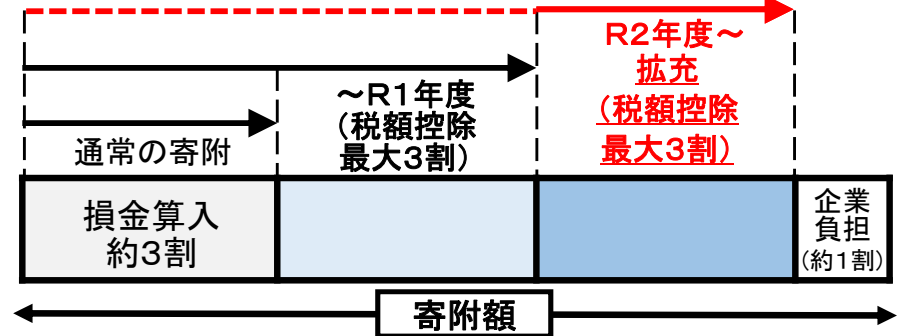 R2年度~
拡充
(税額控除
最大3割)
~R1年度
(税額控除
最大3割)
通常の寄附
損金算入
約3割
企業
負担
(約1割)
寄附額